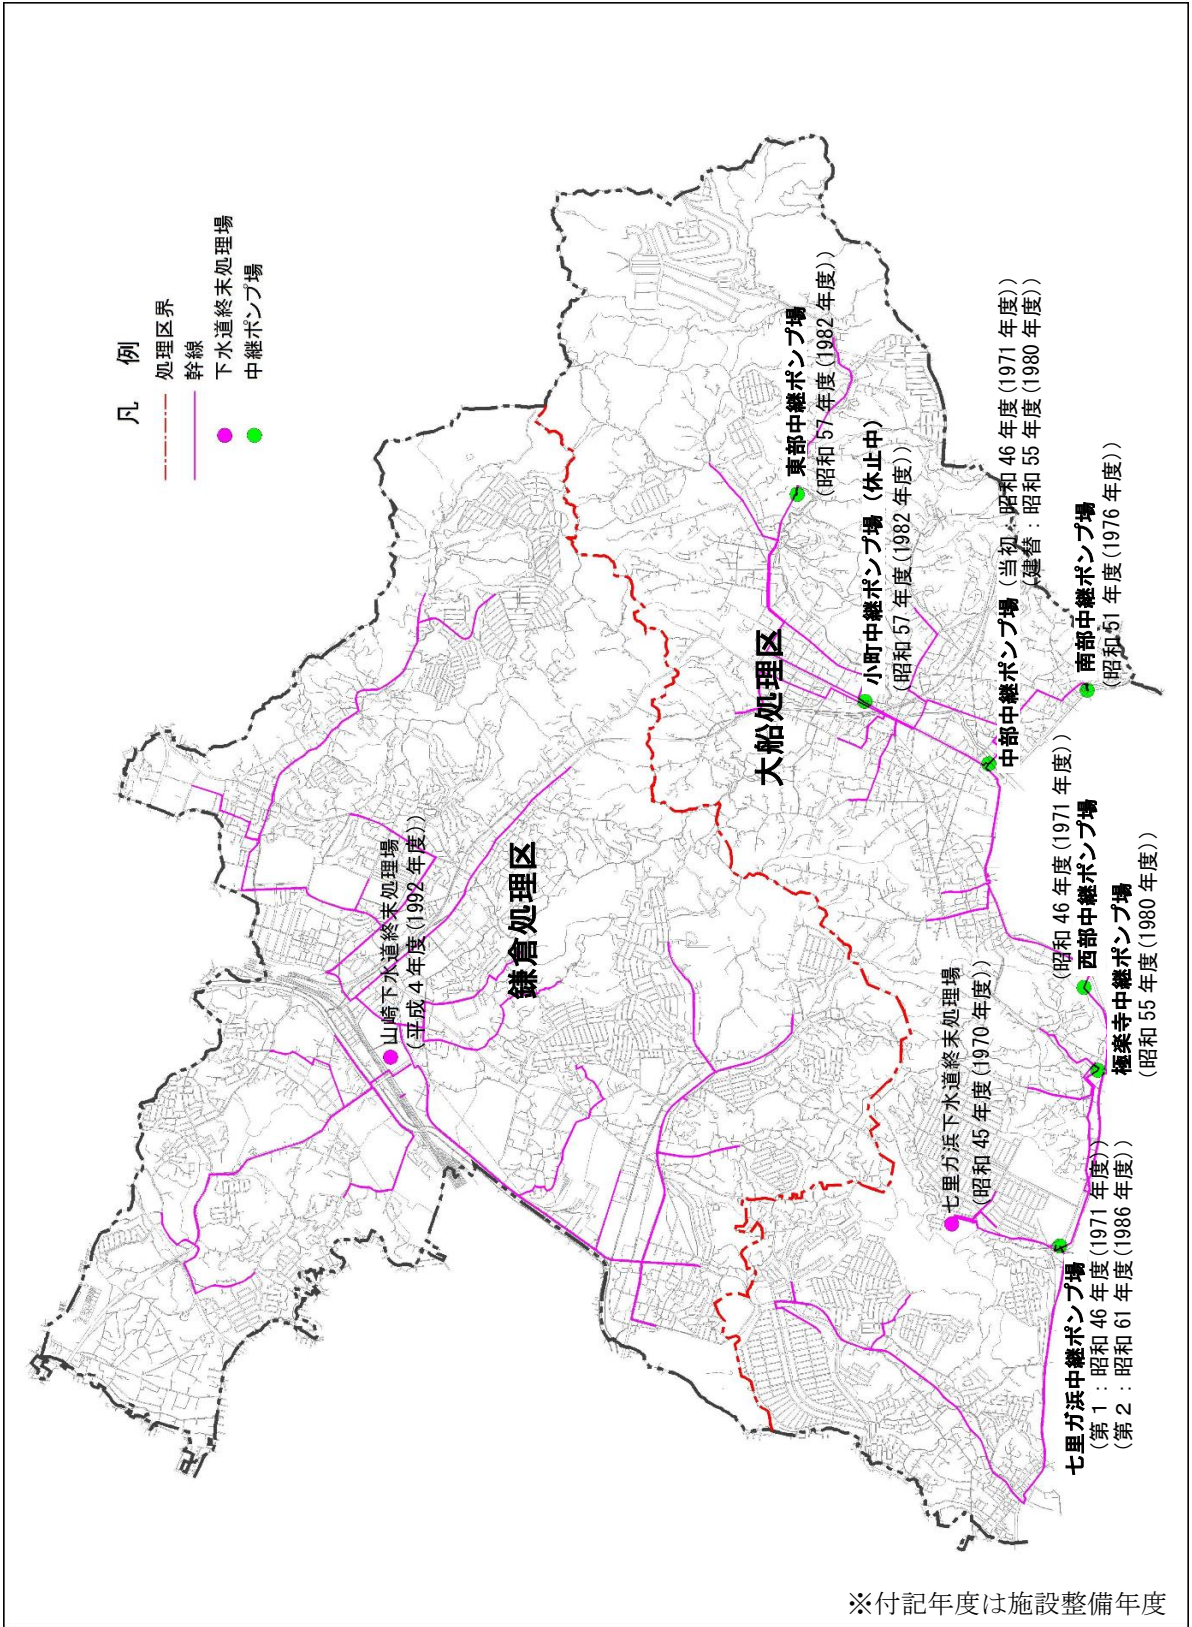 凡　例
処理区界
幹線
下水道終末処理場
中継ポンプ場
山崎下水道終末処理場
(平成４年度(1992 年度))
鎌倉処理区
大船処理区
東部中継ポンプ場
(昭和 57 年度(1982 年度))
小町中継ポンプ場（休止中）
(昭和 57 年度(1982 年度))
中部中継ポンプ場（当初：昭和 46 年度(1971 年度))
(建替：昭和 55 年度(1980 年度))
南部中継ポンプ場
(昭和 51 年度(1976 年度))
(昭和 46 年度(1971 年度))
西部中継ポンプ場
極楽寺中継ポンプ場
(昭和 55 年度(1980 年度))
七里ガ浜下水道終末処理場
(昭和 45 年度(1970 年度))
七里ガ浜中継ポンプ場
(第１：昭和 46 年度(1971 年度))
(第２：昭和 61 年度(1986 年度))
※付記年度は施設整備年度